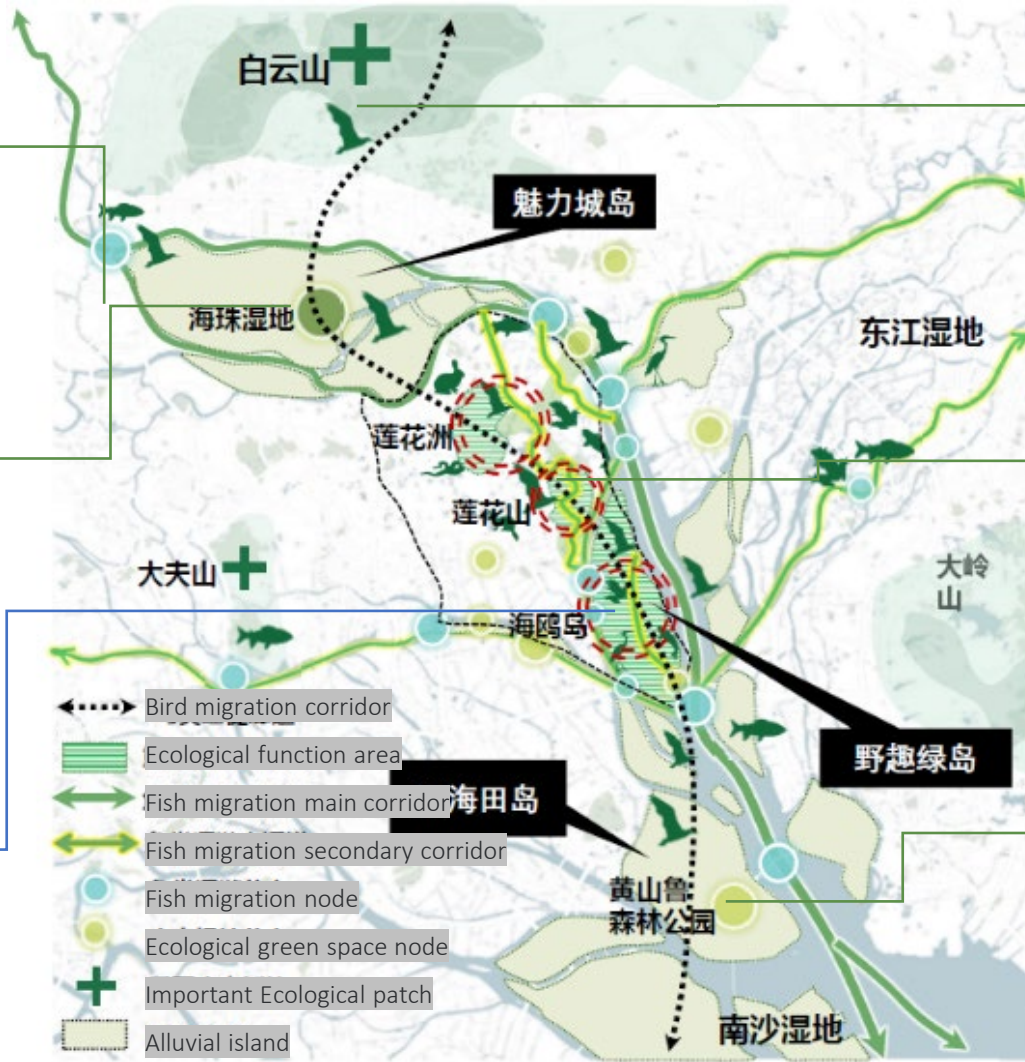 白云山
魅力城岛
海珠湿地
东江湿地
莲花洲
莲花山
大夫山
大岭
山
海鸥岛
Bird migration corridor
Ecological function area
野趣绿岛
Fish migration main corridor
海田岛
Fish migration secondary corridor
Fish migration node
黄山鲁
森林公园
Ecological green space node
Important Ecological patch
南沙湿地
Alluvial island